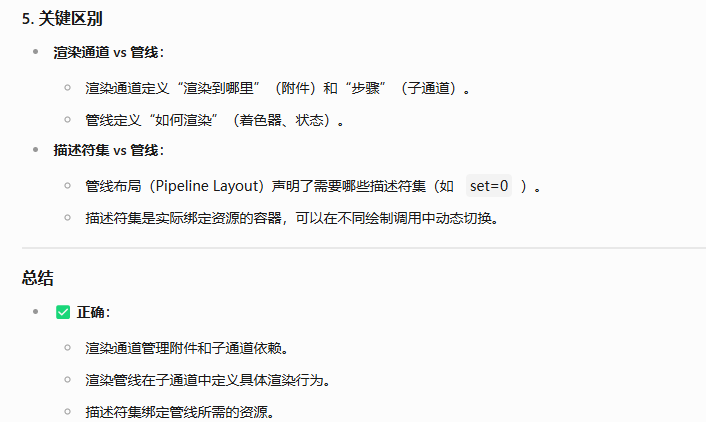 5. 关键区别
渲染通道 vs 管线：
渲染通道定义“渲染到哪里”（附件）和“步骤”（子通道）。
管线定义“如何渲染”（着色器、状态）。
描述符集 vs 管线：
管线布局（Pipeline Layout）声明了需要哪些描述符集（如 set=0 ）。
描述符集是实际绑定资源的容器，可以在不同绘制调用中动态切换。
总结
✅ 正确：
渲染通道管理附件和子通道依赖。
渲染管线在子通道中定义具体渲染行为。
描述符集绑定管线所需的资源。